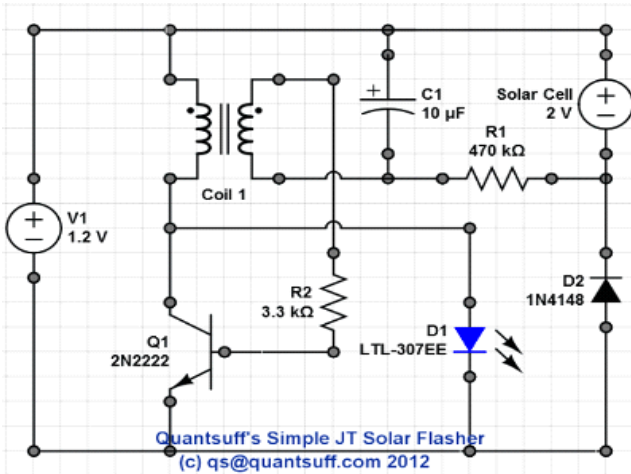 C1
10 µF
Solar Cell
2 V
R1
470 kΩ
Coil 1
V1
1.2 V
R2
3.3 kΩ
D2
1N4148
Q1
2N2222
D1
LTL-307EE
Quantsuff's Simple JT Solar Flasher
(c) qs@quantsuff.com 2012